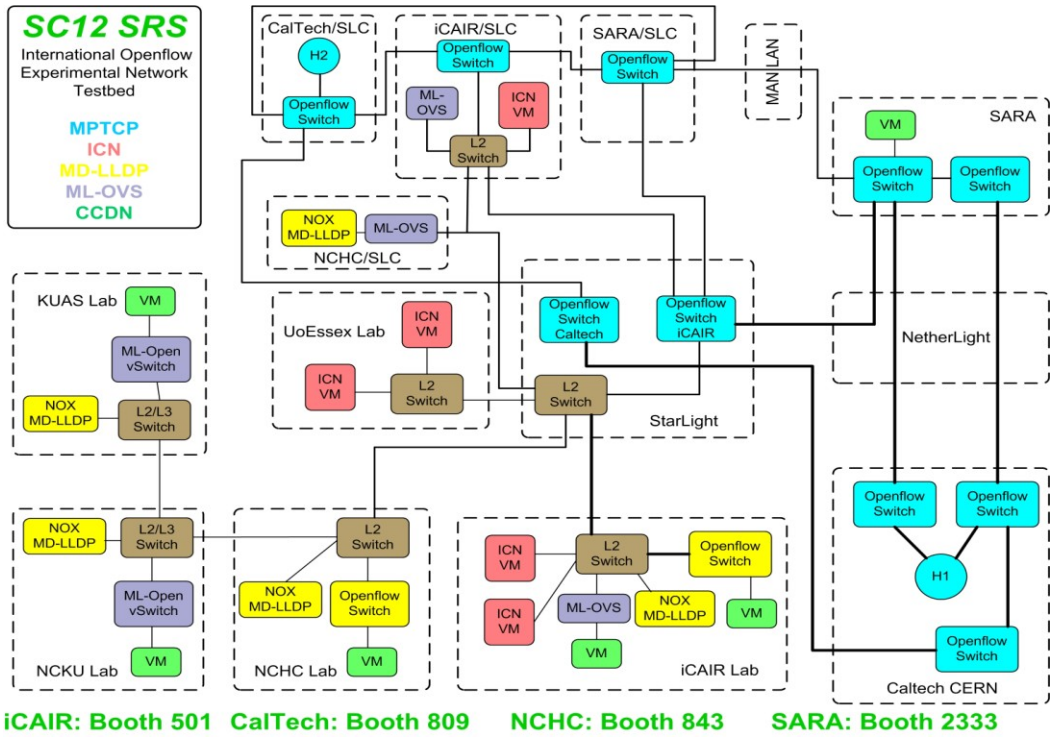 SC12 SRS
International Openflow
Experimental Network
Testbed
MPTCP
ICN
MD-LLDP
ML-OVS
CCDN
CalTech/SLC
H2
Openflow
Switch
iCAIR/SLC
Openflow
Switch
ML-
OVS
ICN
VM
L2
Switch
SARA/SLC
Openflow
Switch
MAN LAN
SARA
VM
Openflow
Switch
Openflow
Switch
NOX
MD-LLDP
ML-OVS
NCHC/SLC
KUAS Lab
VM
ML-Open
vSwitch
NOX
MD-LLDP
L2/L3
Switch
UoEssex Lab
ICN
VM
ICN
VM
L2
Switch
Openflow
Switch
Caltech
Openflow
Switch
iCAIR
L2
Switch
StarLight
NetherLight
NOX
MD-LLDP
L2/L3
Switch
ML-Open
vSwitch
NCKU Lab
VM
L2
Switch
NOX
MD-LLDP
Openflow
Switch
NCHC Lab
VM
ICN
VM
ICN
VM
L2
Switch
Openflow
Switch
ML-OVS
NOX
MD-LLDP
VM
VM
iCAIR Lab
Openflow
Switch
Openflow
Switch
H1
Openflow
Switch
Caltech CERN
iCAIR: Booth 501 CalTech: Booth 809 NCHC: Booth 843 SARA: Booth 2333